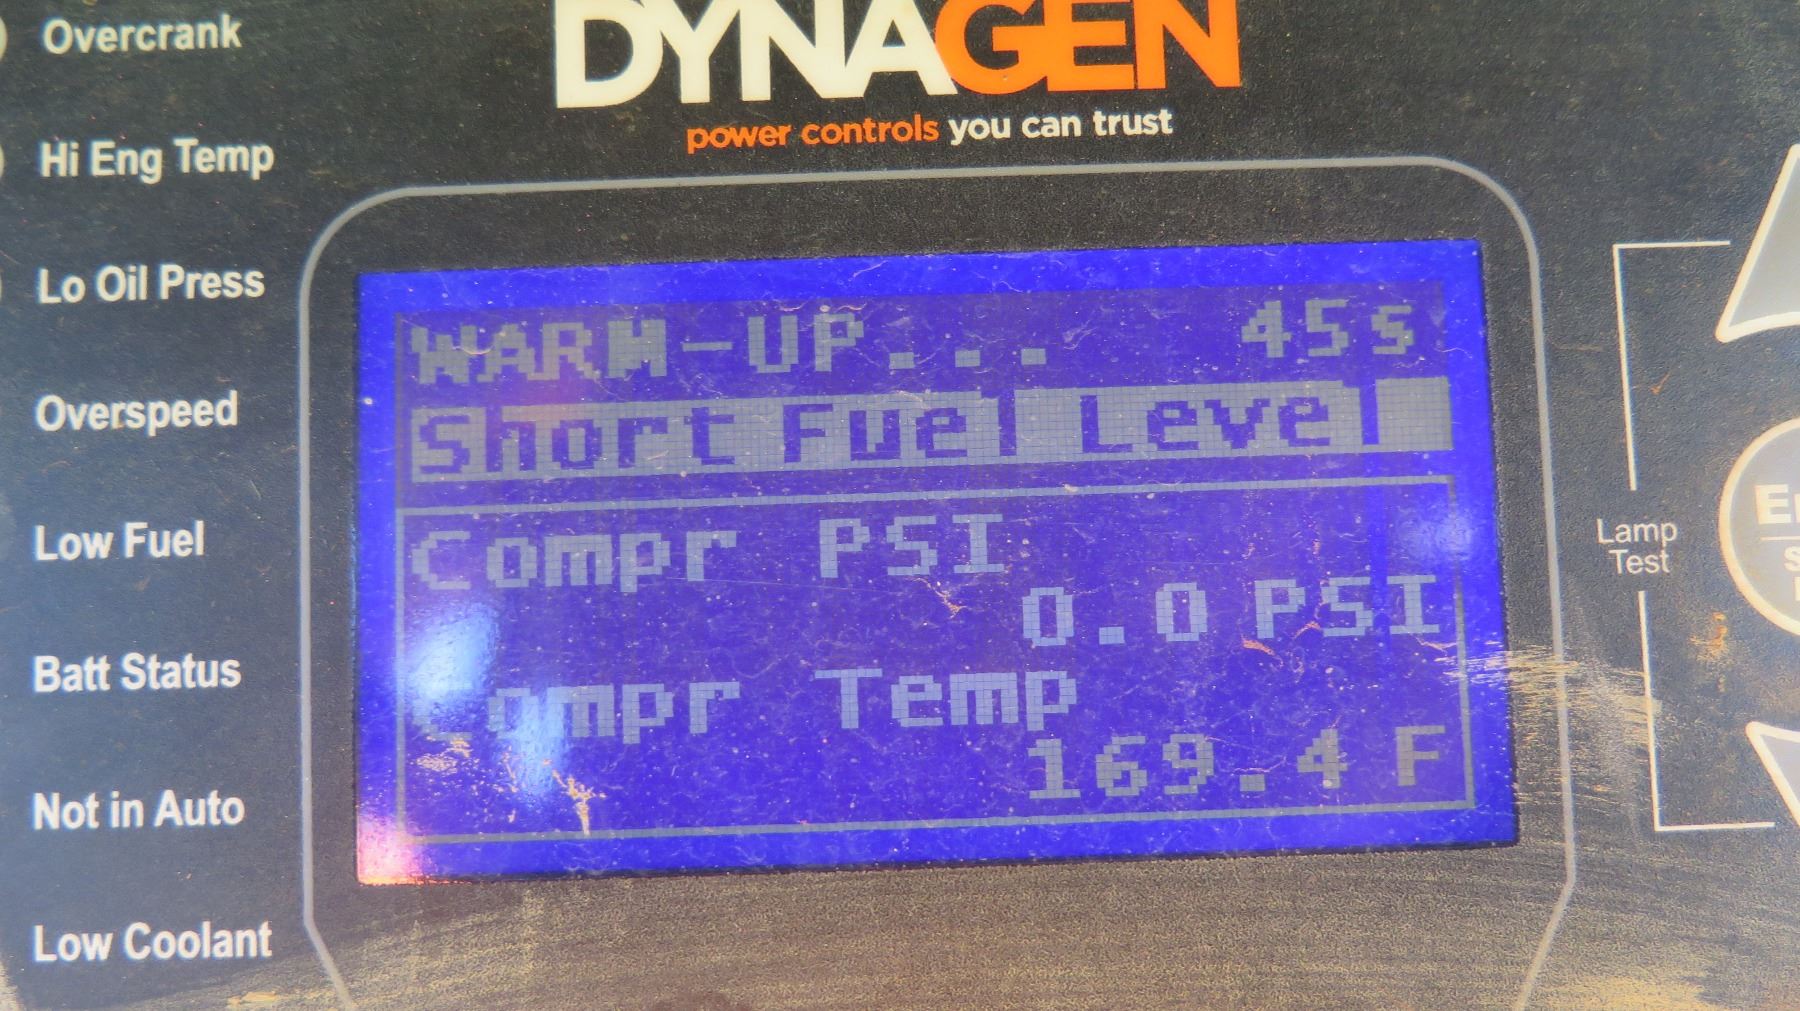 DYNAGEN
power controls you can trust
Overcrank
Hi Eng Temp
Lo Oil Press
Overspeed
Low Fuel
Batt Status
Not in Auto
Low Coolant
WARM-UP... 45s
Short Fuel Level
Compr PSI
0.0 PSI
Compr Temp
169.4 F
Lamp
Test